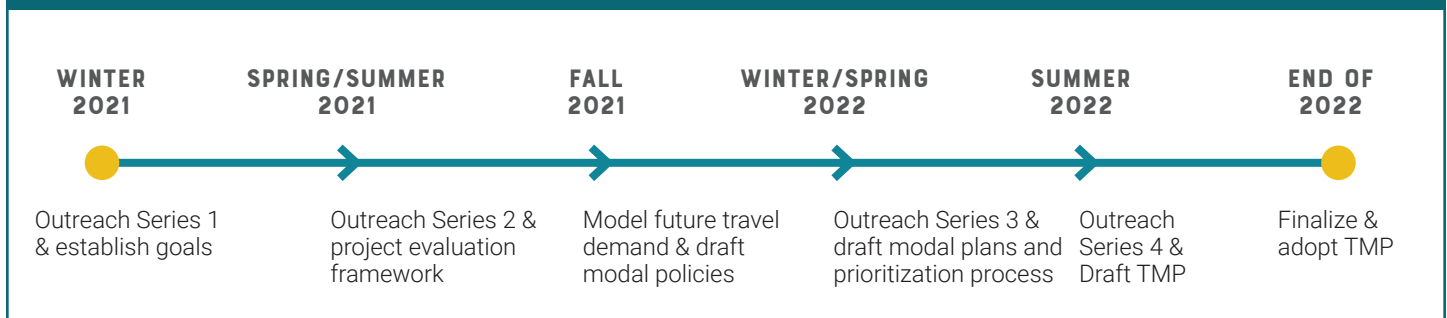 WINTER
2021
SPRING/SUMMER
2021
FALL
2021
WINTER/SPRING
2022
SUMMER
2022
END OF
2022
Outreach Series 1
& establish goals
Outreach Series 2 &
project evaluation
framework
Model future travel
demand & draft
modal policies
Outreach Series 3 &
draft modal plans and
prioritization process
Outreach
Series 4 &
Draft TMP
Finalize &
adopt TMP